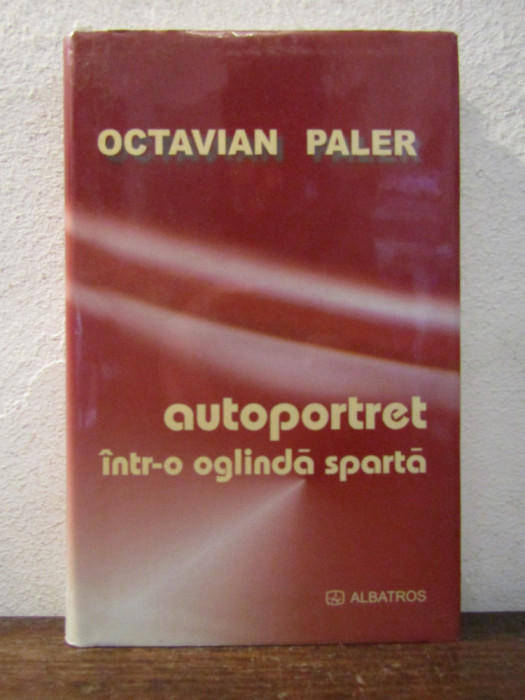 OCTAVIAN PALER
autoportret
într-o oglindă spartă
ALBATROS